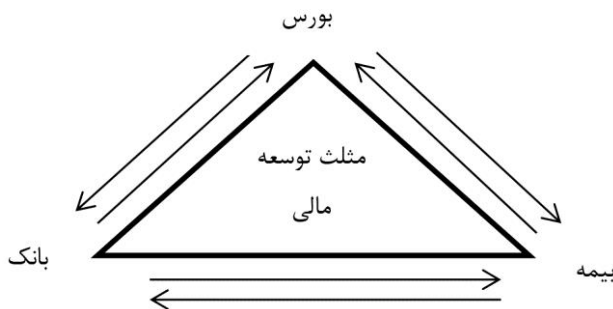 بورس
مثلث توسعه
مالی
بانک
بیمه